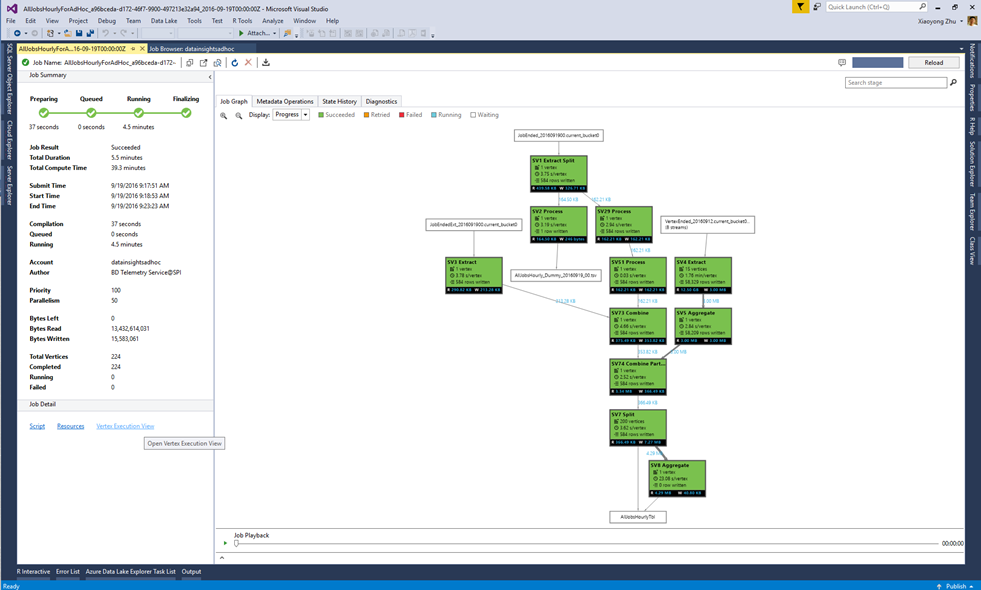 AllJobsHourlyForAdHoc_a96bceda-d172-46f7-9900-497213e32a94_2016-09-19T00:00:00Z - Microsoft Visual Studio
Quick Launch (Ctrl+Q)
File Edit View Project Debug Team Data Lake Tools Test R Tools Analyze Window Help
Xiaoyong Zhu
Attach...
AllJobsHourlyForA...16-09-19T00:00:00Z
Job Browser: datainsightsadhoc
Job Name: AllJobsHourlyForAdHoc_a96bceda-d172-
Reload
Job Summary
Search stage
Preparing Queued Running Finalizing
37 seconds 0 seconds 4.5 minutes
Job Result Succeeded
Total Duration 5.5 minutes
Total Compute Time 39.3 minutes
Submit Time 9/19/2016 9:17:51 AM
Start Time 9/19/2016 9:18:53 AM
End Time 9/19/2016 9:23:23 AM
Compilation 37 seconds
Queued 0 seconds
Running 4.5 minutes
Account datainsightsadhoc
Author BD Telemetry Service@SPI
Priority 100
Parallelism 50
Bytes Left 0
Bytes Read 13,432,614,031
Bytes Written 15,583,061
Total Vertices 224
Completed 224
Running 0
Failed 0
Job Detail
Script Resources Vertex Execution View
Open Vertex Execution View
Job Graph Metadata Operations State History Diagnostics
Display: Progress Succeeded Retried Failed Running Waiting
JobEnded_2016091900.current_bucket0
SV1 Extract Split
1 vertex
3.78 s/vertex
584 rows written
SV2 Process
1 vertex
3.19 s/vertex
1 row written
SV29 Process
1 vertex
2.94 s/vertex
584 rows written
JobEndedExt_2016091900.current_bucket0
VertexEnded_20160912.current_bucket0..
(8 streams)
SV3 Extract
1 vertex
3.78 s/vertex
584 rows written
AllJobsHourly_Dummy_20160919_00.tsv
SV51 Process
1 vertex
0.03 s/vertex
584 rows written
SV4 Extract
15 vertices
1.76 min/vertex
58,329 rows written
SV73 Combine
1 vertex
4.66 s/vertex
584 rows written
SV5 Aggregate
1 vertex
2.64 s/vertex
SV74 Combine Part...
1 vertex
2.52 s/vertex
584 rows written
SV7 Split
200 vertices
3.62 s/vertex
584 rows written
SV8 Aggregate
1 vertex
23.08 s/vertex
0 row written
AllJobsHourlyTbl
Job Playback
00:00:00
SQL Server Object Explorer
Cloud Explorer
Server Explorer
Notifications
Properties
R Help
Solution Explorer
Team Explorer
Class View
R Interactive Error List Azure Data Lake Explorer Task List Output
Ready
Publish